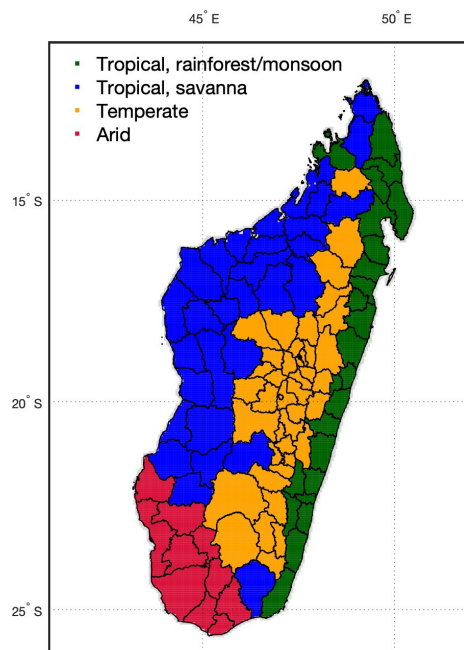 45° E 50° E
Tropical, rainforest/monsoon
Tropical, savanna
Temperate
Arid
15° S
20° S
25° S